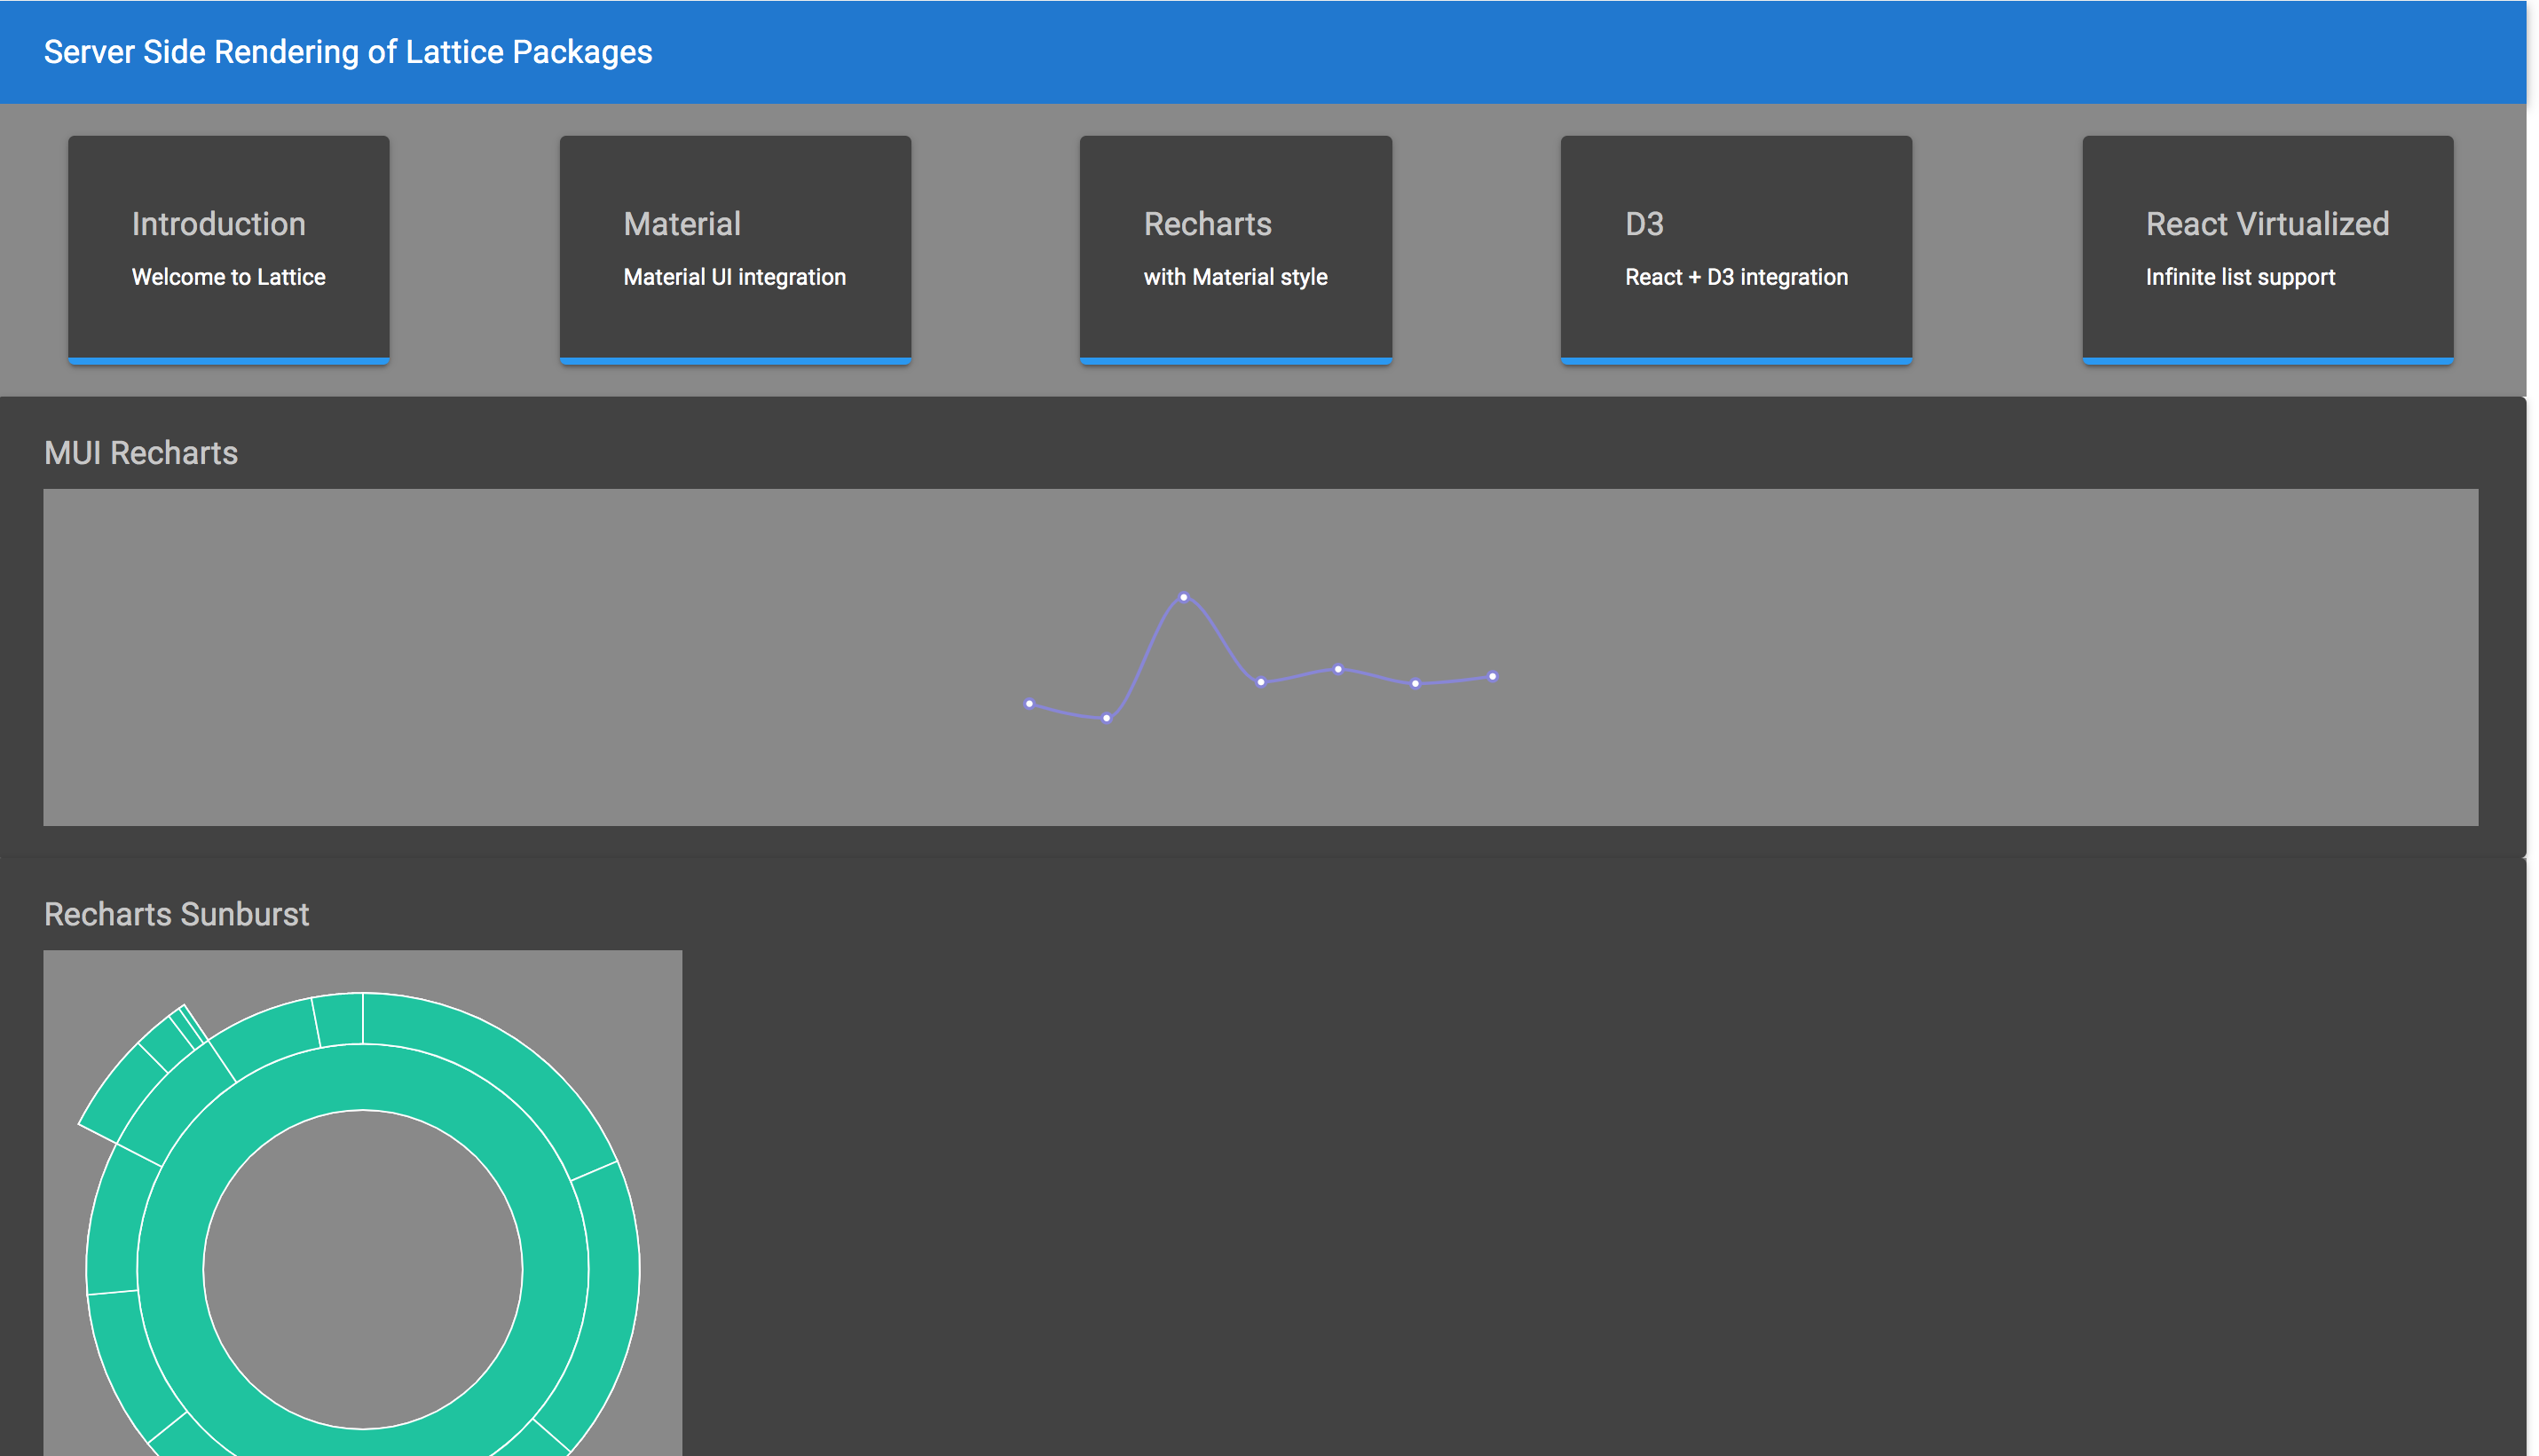 Server Side Rendering of Lattice Packages
Introduction
Welcome to Lattice
Material
Material UI integration
Recharts
with Material style
D3
React + D3 integration
React Virtualized
Infinite list support
MUI Recharts
Recharts Sunburst